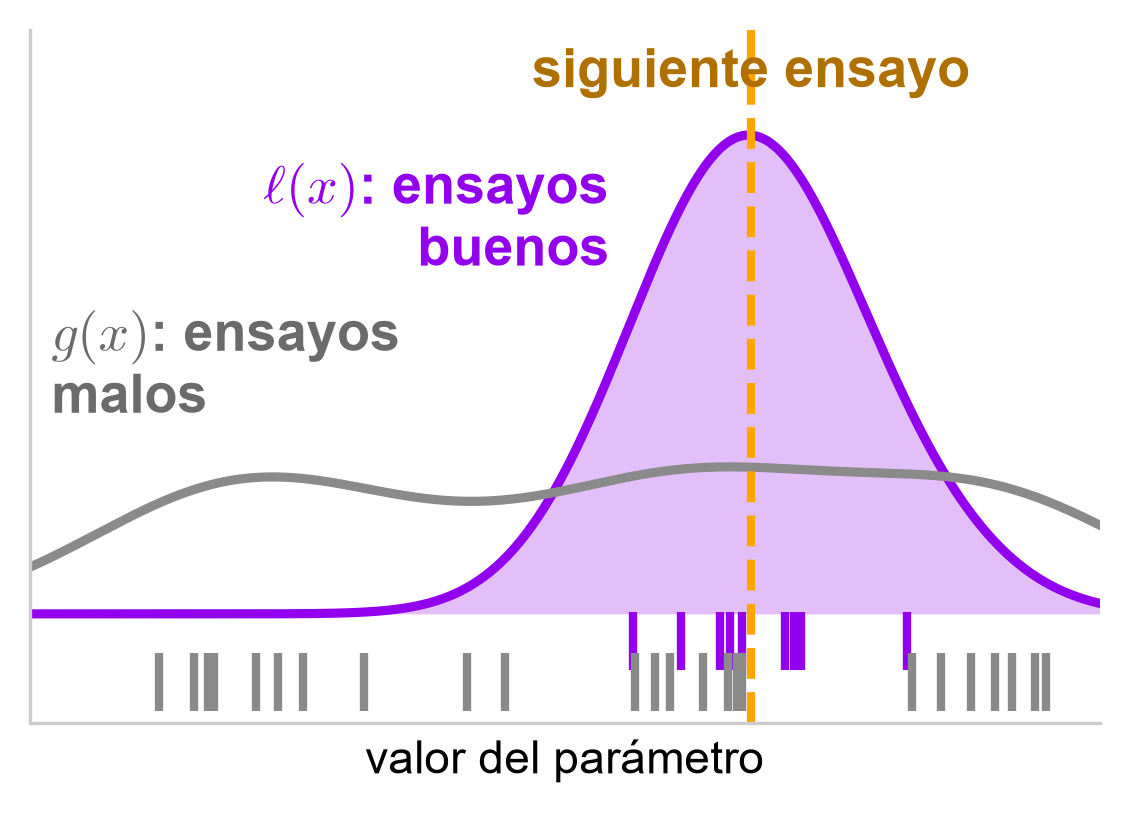 siguiente ensayo
ℓ(x): ensayos
buenos
g(x): ensayos
malos
valor del parámetro